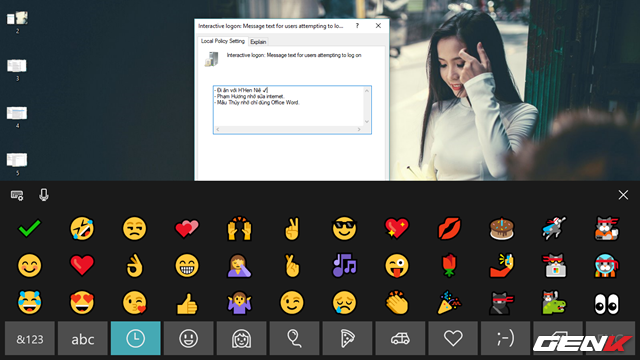 2
3
4
5
Interactive logon: Message text for users attempting to lo...
Local Policy Setting
Explain
Interactive logon: Message text for users attempting to log on
- Đi ăn với H'Hen Niê ✓
- Phạm Hương nhớ sửa internet.
- Mẫu Thủy nhớ chỉ dùng Office Word.
&123
abc
;-)
GENK